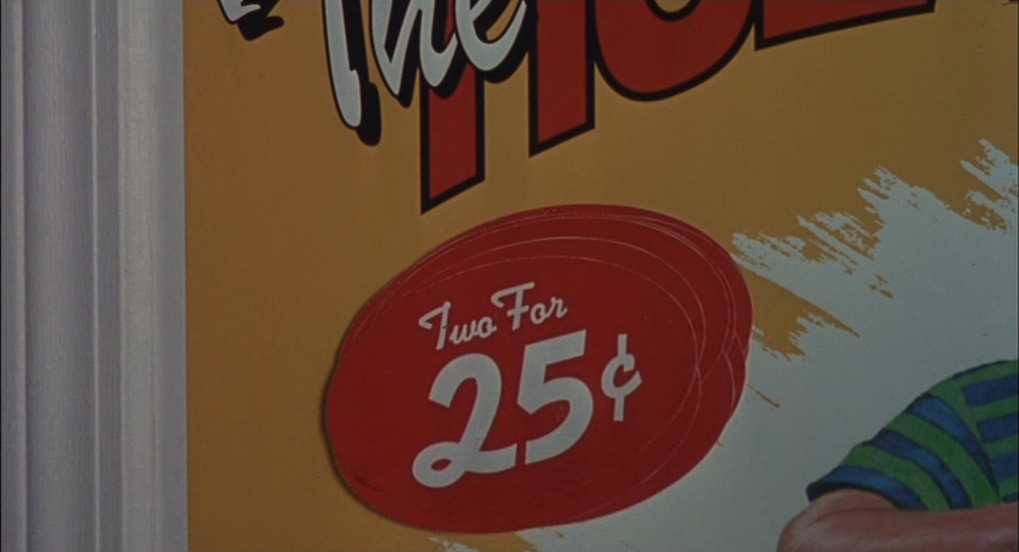 The
Two For
25¢